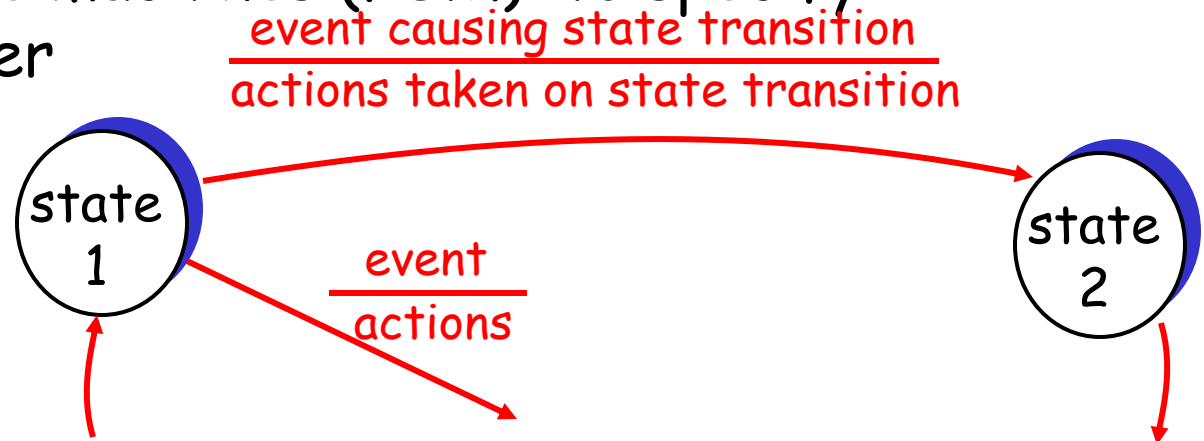 er
event causing state transition
actions taken on state transition
state
1
event
actions
state
2